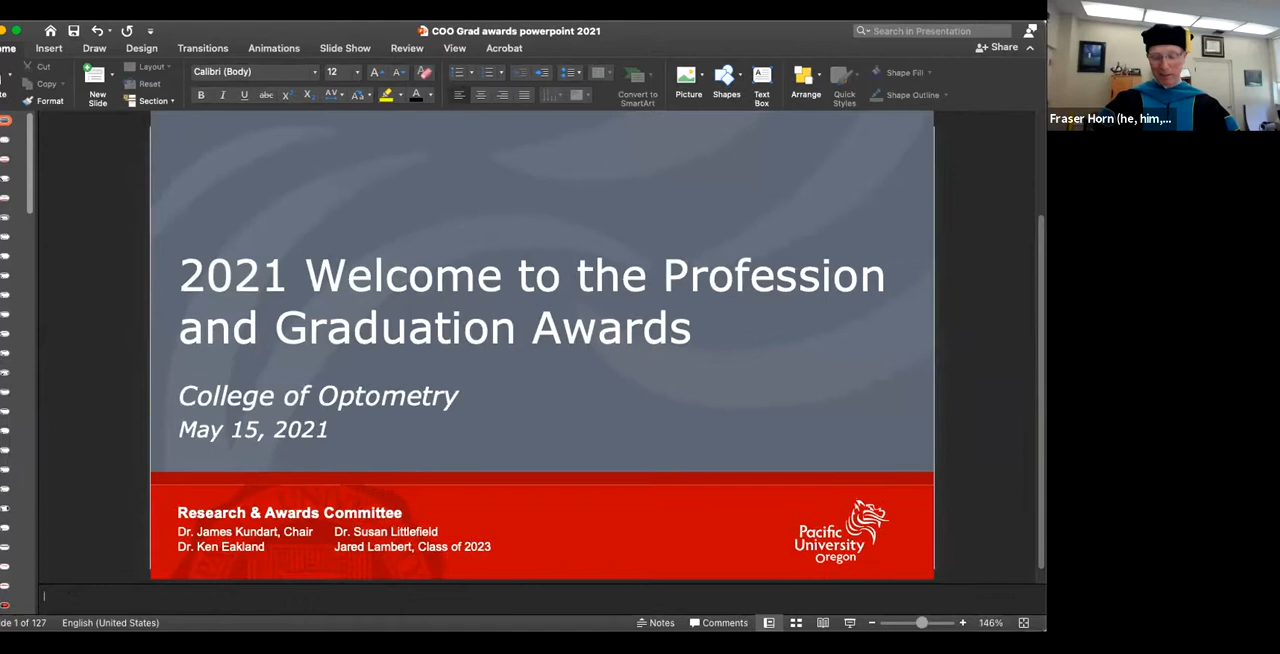 COO Grad awards powerpoint 2021
Search in Presentation
ome
Insert
Draw
Design
Transitions
Animations
Slide Show
Review
View
Acrobat
Share
Cut
Copy
Format
New
Slide
Layout
Reset
Section
Calibri (Body)
12
Convert to
SmartArt
Picture
Shapes
Text
Box
Arrange
Quick
Styles
Shape Fill
Shape Outline
Fraser Horn (he, him,...
2021 Welcome to the Profession
and Graduation Awards
College of Optometry
May 15, 2021
Research & Awards Committee
Dr. James Kundart, Chair
Dr. Susan Littlefield
Dr. Ken Eakland
Jared Lambert, Class of 2023
Pacific
University
Oregon
de 1 of 127
English (United States)
Notes
Comments
146%